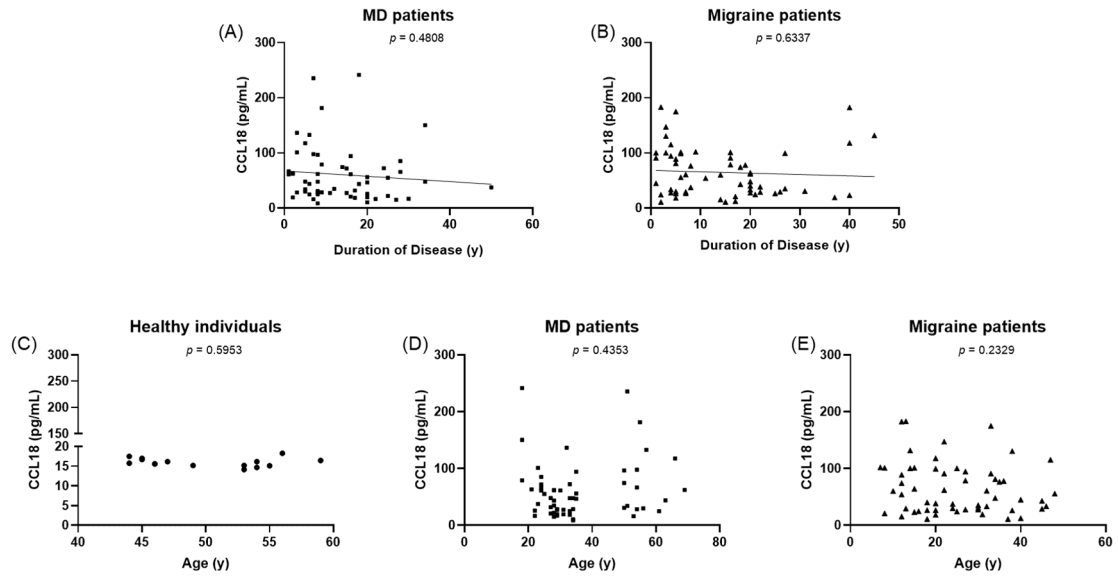 (A)
MD patients
p = 0.4808
300
200
100
0
CCL18 (pg/mL)
0 20 40 60
Duration of Disease (y)
(B)
Migraine patients
p = 0.6337
300
200
100
0
CCL18 (pg/mL)
0 10 20 30 40 50
Duration of Disease (y)
(C)
Healthy individuals
p = 0.5953
300
250
200
150
20
15
10
5
0
CCL18 (pg/mL)
40 45 50 55 60
Age (y)
(D)
MD patients
p = 0.4353
300
200
100
0
CCL18 (pg/mL)
0 20 40 60 80
Age (y)
(E)
Migraine patients
p = 0.2329
300
200
100
0
CCL18 (pg/mL)
0 20 40 60
Age (y)